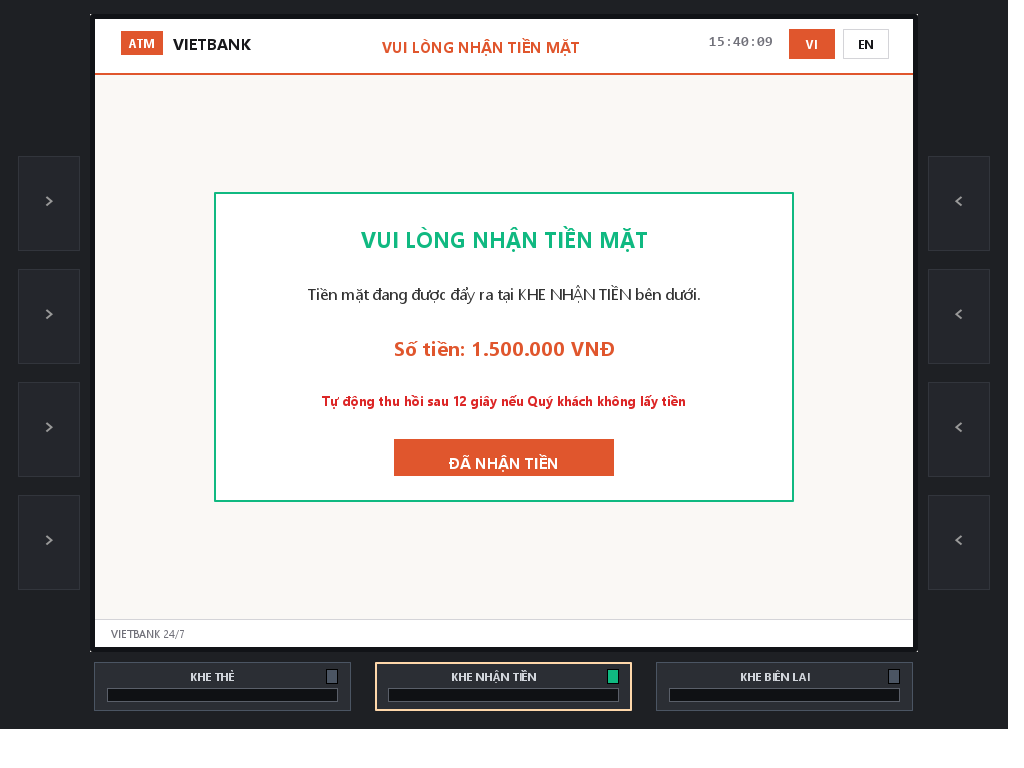 ATM VIETBANK
VUI LÒNG NHẬN TIỀN MẶT
15:40:09
VI
EN
VUI LÒNG NHẬN TIỀN MẶT
Tiền mặt đang được đẩy ra tại KHE NHẬN TIỀN bên dưới.
Số tiền: 1.500.000 VNĐ
Tự động thu hồi sau 12 giây nếu Quý khách không lấy tiền
ĐÃ NHẬN TIỀN
VIETBANK 24/7
KHE THẺ
KHE NHẬN TIỀN
KHE BIÊN LAI